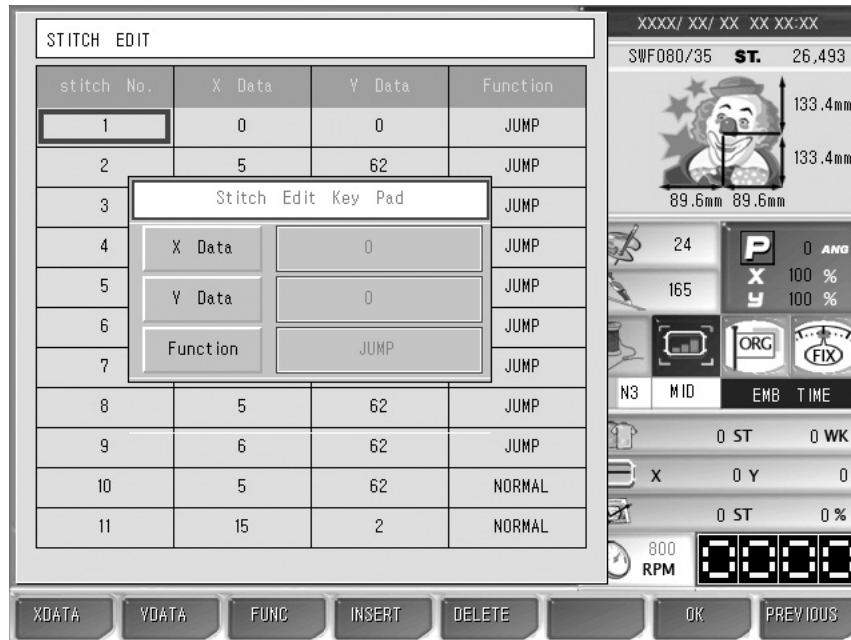 XXXX/ XX/ XX XX XX:XX
STITCH EDIT
SWF080/35 ST. 26,493
stitch No. X Data Y Data Function
1 0 0 JUMP
2 5 62 JUMP
3 JUMP
4 JUMP
5 JUMP
6 JUMP
7 JUMP
8 5 62 JUMP
9 6 62 JUMP
10 5 62 NORMAL
11 15 2 NORMAL
Stitch Edit Key Pad
X Data 0
Y Data 0
Function JUMP
133.4mm
133.4mm
89.6mm 89.6mm
24
165
P 0 ANG
X 100 %
y 100 %
ORG
FIX
N3 MID EMB TIME
0 ST 0 WK
X 0 Y 0
0 ST 0 %
800
RPM
0000
XDATA YDATA FUNC INSERT DELETE OK PREVIOUS